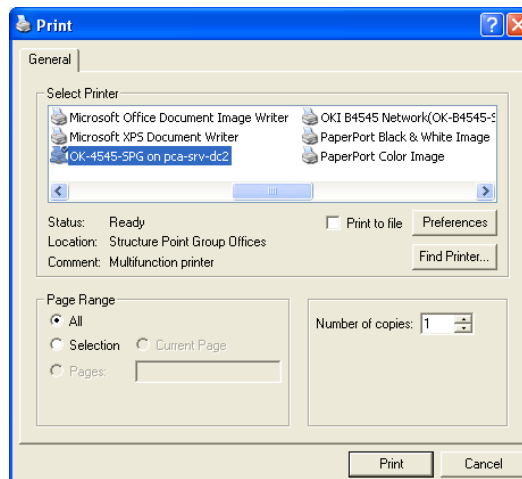 Print
General
Select Printer
Microsoft Office Document Image Writer
OKI B4545 Network(OK-B4545-S
Microsoft XPS Document Writer
PaperPort Black & White Image
OK-4545-SPG on pca-srv-dc2
PaperPort Color Image
Status: Ready
Print to file
Preferences
Location: Structure Point Group Offices
Comment: Multifunction printer
Find Printer...
Page Range
All
Number of copies: 1
Selection
Current Page
Pages:
Print
Cancel